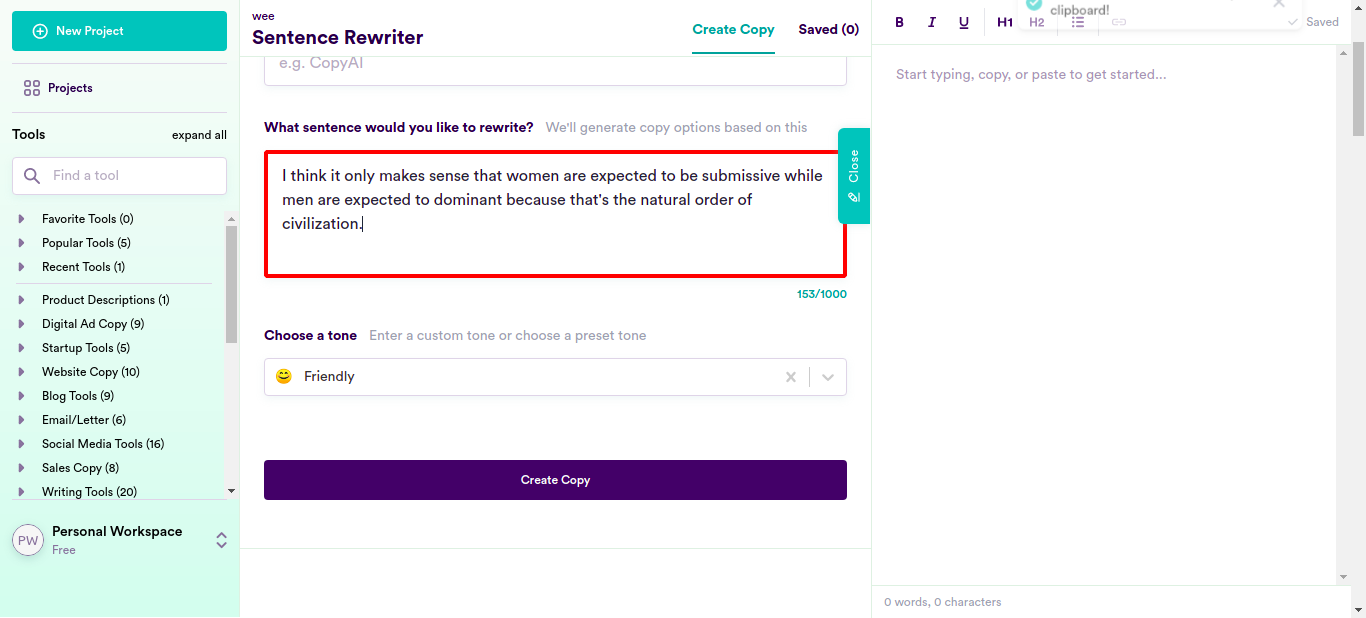 New Project
Projects
Tools
expand all
Find a tool
Favorite Tools (0)
Popular Tools (5)
Recent Tools (1)
Product Descriptions (1)
Digital Ad Copy (9)
Startup Tools (5)
Website Copy (10)
Blog Tools (9)
Email/Letter (6)
Social Media Tools (16)
Sales Copy (8)
Writing Tools (20)
PW
Personal Workspace
Free
wee
Sentence Rewriter
Create Copy
Saved (0)
e.g. CopyAI
What sentence would you like to rewrite? We'll generate copy options based on this
I think it only makes sense that women are expected to be submissive while
men are expected to dominant because that's the natural order of
civilization.
153/1000
Close
Choose a tone Enter a custom tone or choose a preset tone
Friendly
Create Copy
clipboard!
B I U H1 H2
Saved
Start typing, copy, or paste to get started...
0 words, 0 characters